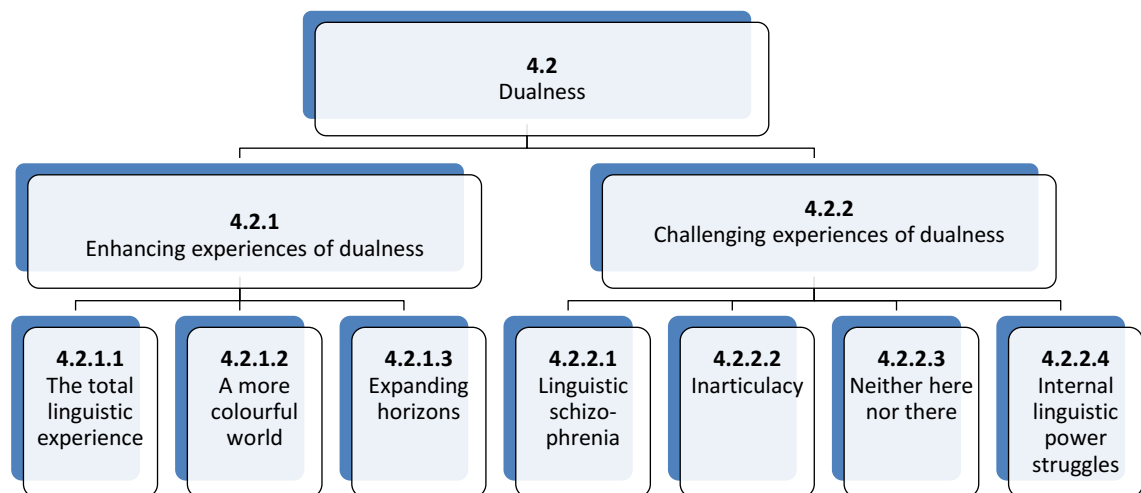 4.2
Dualness
4.2.1
Enhancing experiences of dualness
4.2.2
Challenging experiences of dualness
4.2.1.1
The total
linguistic
experience
4.2.1.2
A more
colourful
world
4.2.1.3
Expanding
horizons
4.2.2.1
Linguistic
schizo-
phrenia
4.2.2.2
Inarticulacy
4.2.2.3
Neither here
nor there
4.2.2.4
Internal
linguistic
power
struggles